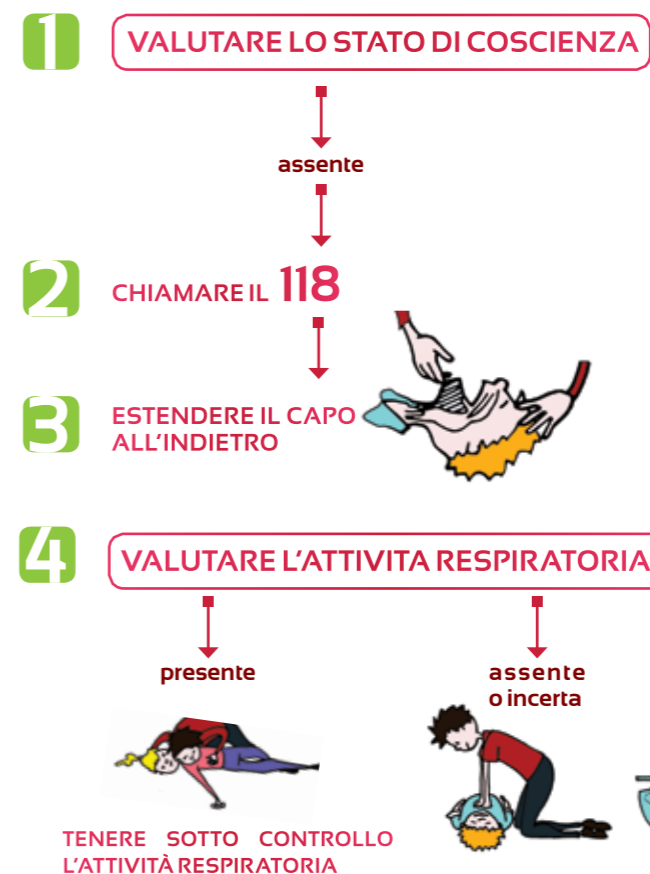 1 VALUTARE LO STATO DI COSCIENZA
assente
2 CHIAMARE IL 118
3 ESTENDERE IL CAPO
ALL'INDIETRO
4 VALUTARE L'ATTIVITA RESPIRATORIA
presente
assente
o incerta
TENERE SOTTO CONTROLLO
L'ATTIVITÀ RESPIRATORIA